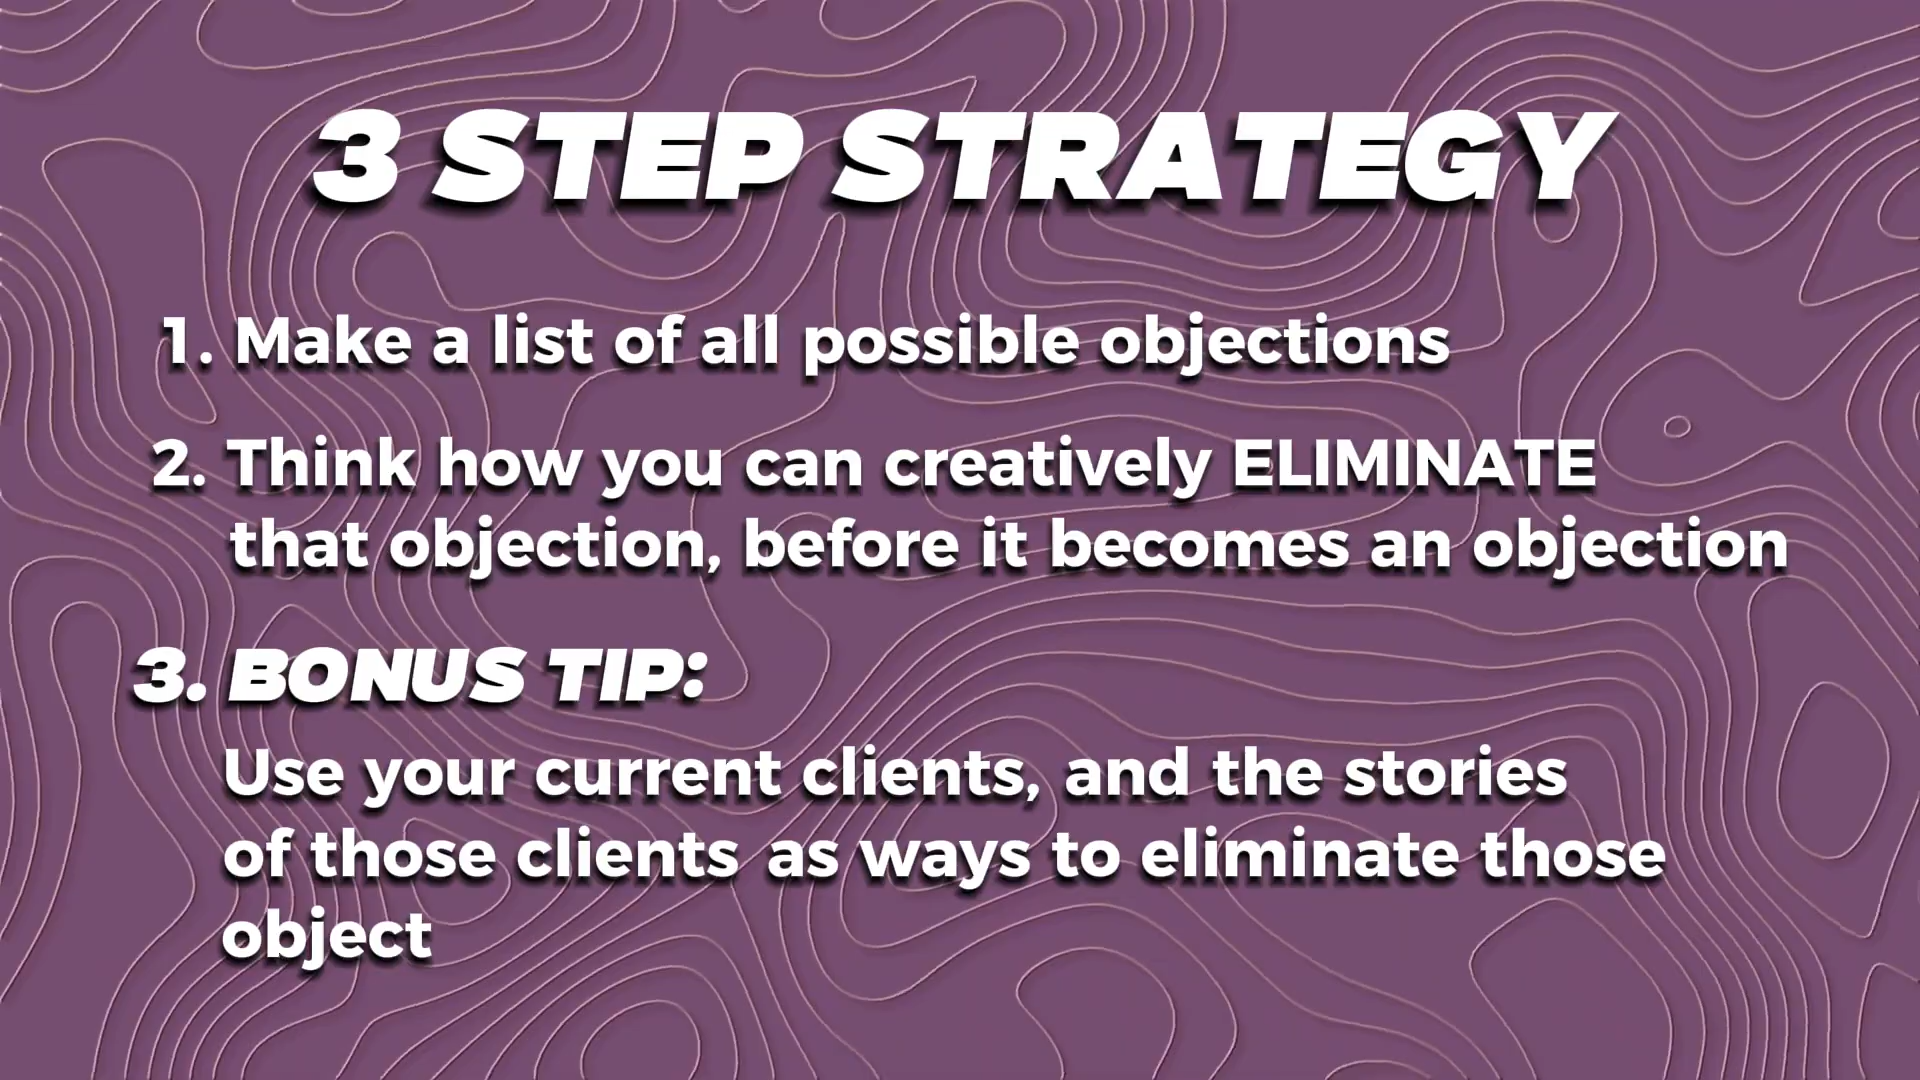 3 STEP STRATEGY
1. Make a list of all possible objections
2. Think how you can creatively ELIMINATE
that objection, before it becomes an objection
3. BONUS TIP:
Use your current clients, and the stories
of those clients as ways to eliminate those
object